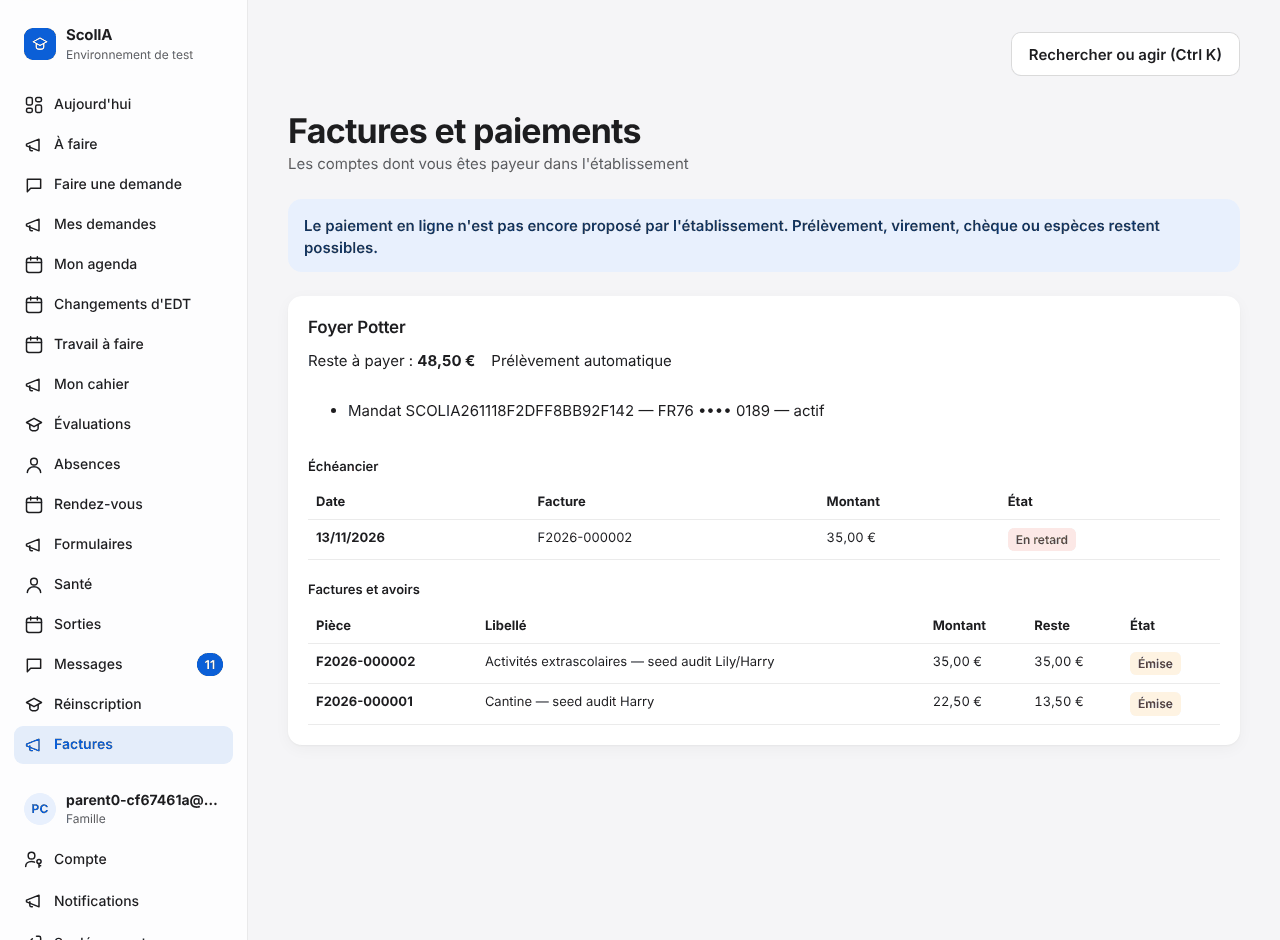 ScolIA
Environnement de test
Aujourd'hui
À faire
Faire une demande
Mes demandes
Mon agenda
Changements d'EDT
Travail à faire
Mon cahier
Évaluations
Absences
Rendez-vous
Formulaires
Santé
Sorties
Messages 11
Réinscription
Factures
PC
parent0-cf67461a@...
Famille
Compte
Notifications
Rechercher ou agir (Ctrl K)
Factures et paiements
Les comptes dont vous êtes payeur dans l'établissement
Le paiement en ligne n'est pas encore proposé par l'établissement. Prélèvement, virement, chèque ou espèces restent
possibles.
Foyer Potter
Reste à payer : 48,50 € Prélèvement automatique
• Mandat SCOLIA261118F2DFF8BB92F142 — FR76 •••• 0189 — actif
Échéancier
Date Facture Montant État
13/11/2026 F2026-000002 35,00 € En retard
Factures et avoirs
Pièce Libellé Montant Reste État
F2026-000002 Activités extrascolaires — seed audit Lily/Harry 35,00 € 35,00 € Émise
F2026-000001 Cantine — seed audit Harry 22,50 € 13,50 € Émise